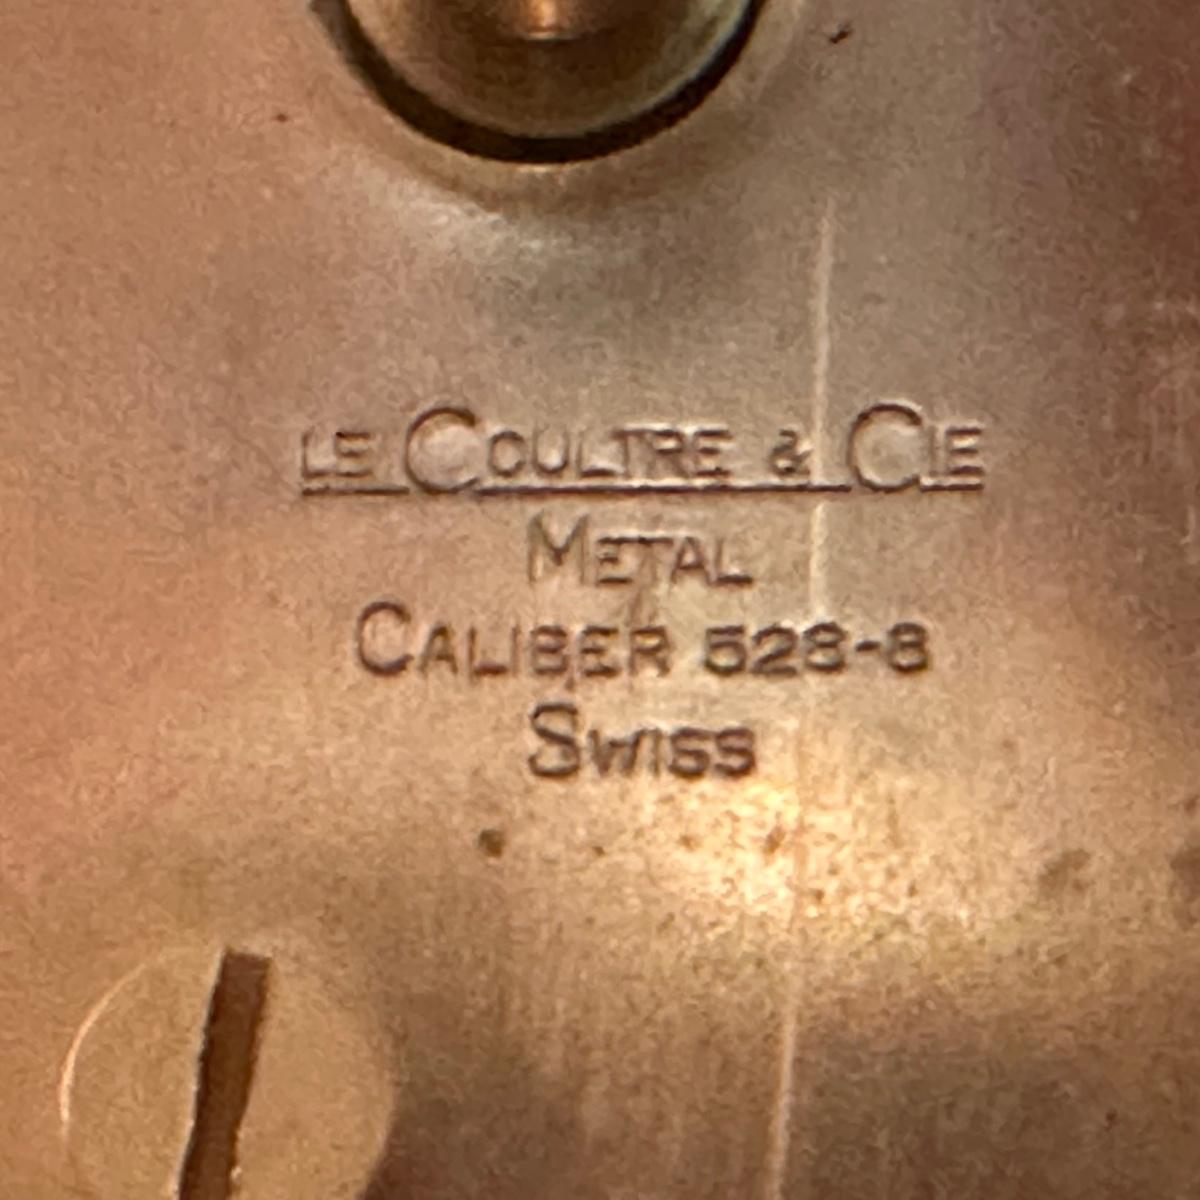 LE COULTRE & CIE
METAL
CALIBER 528-8
SWISS